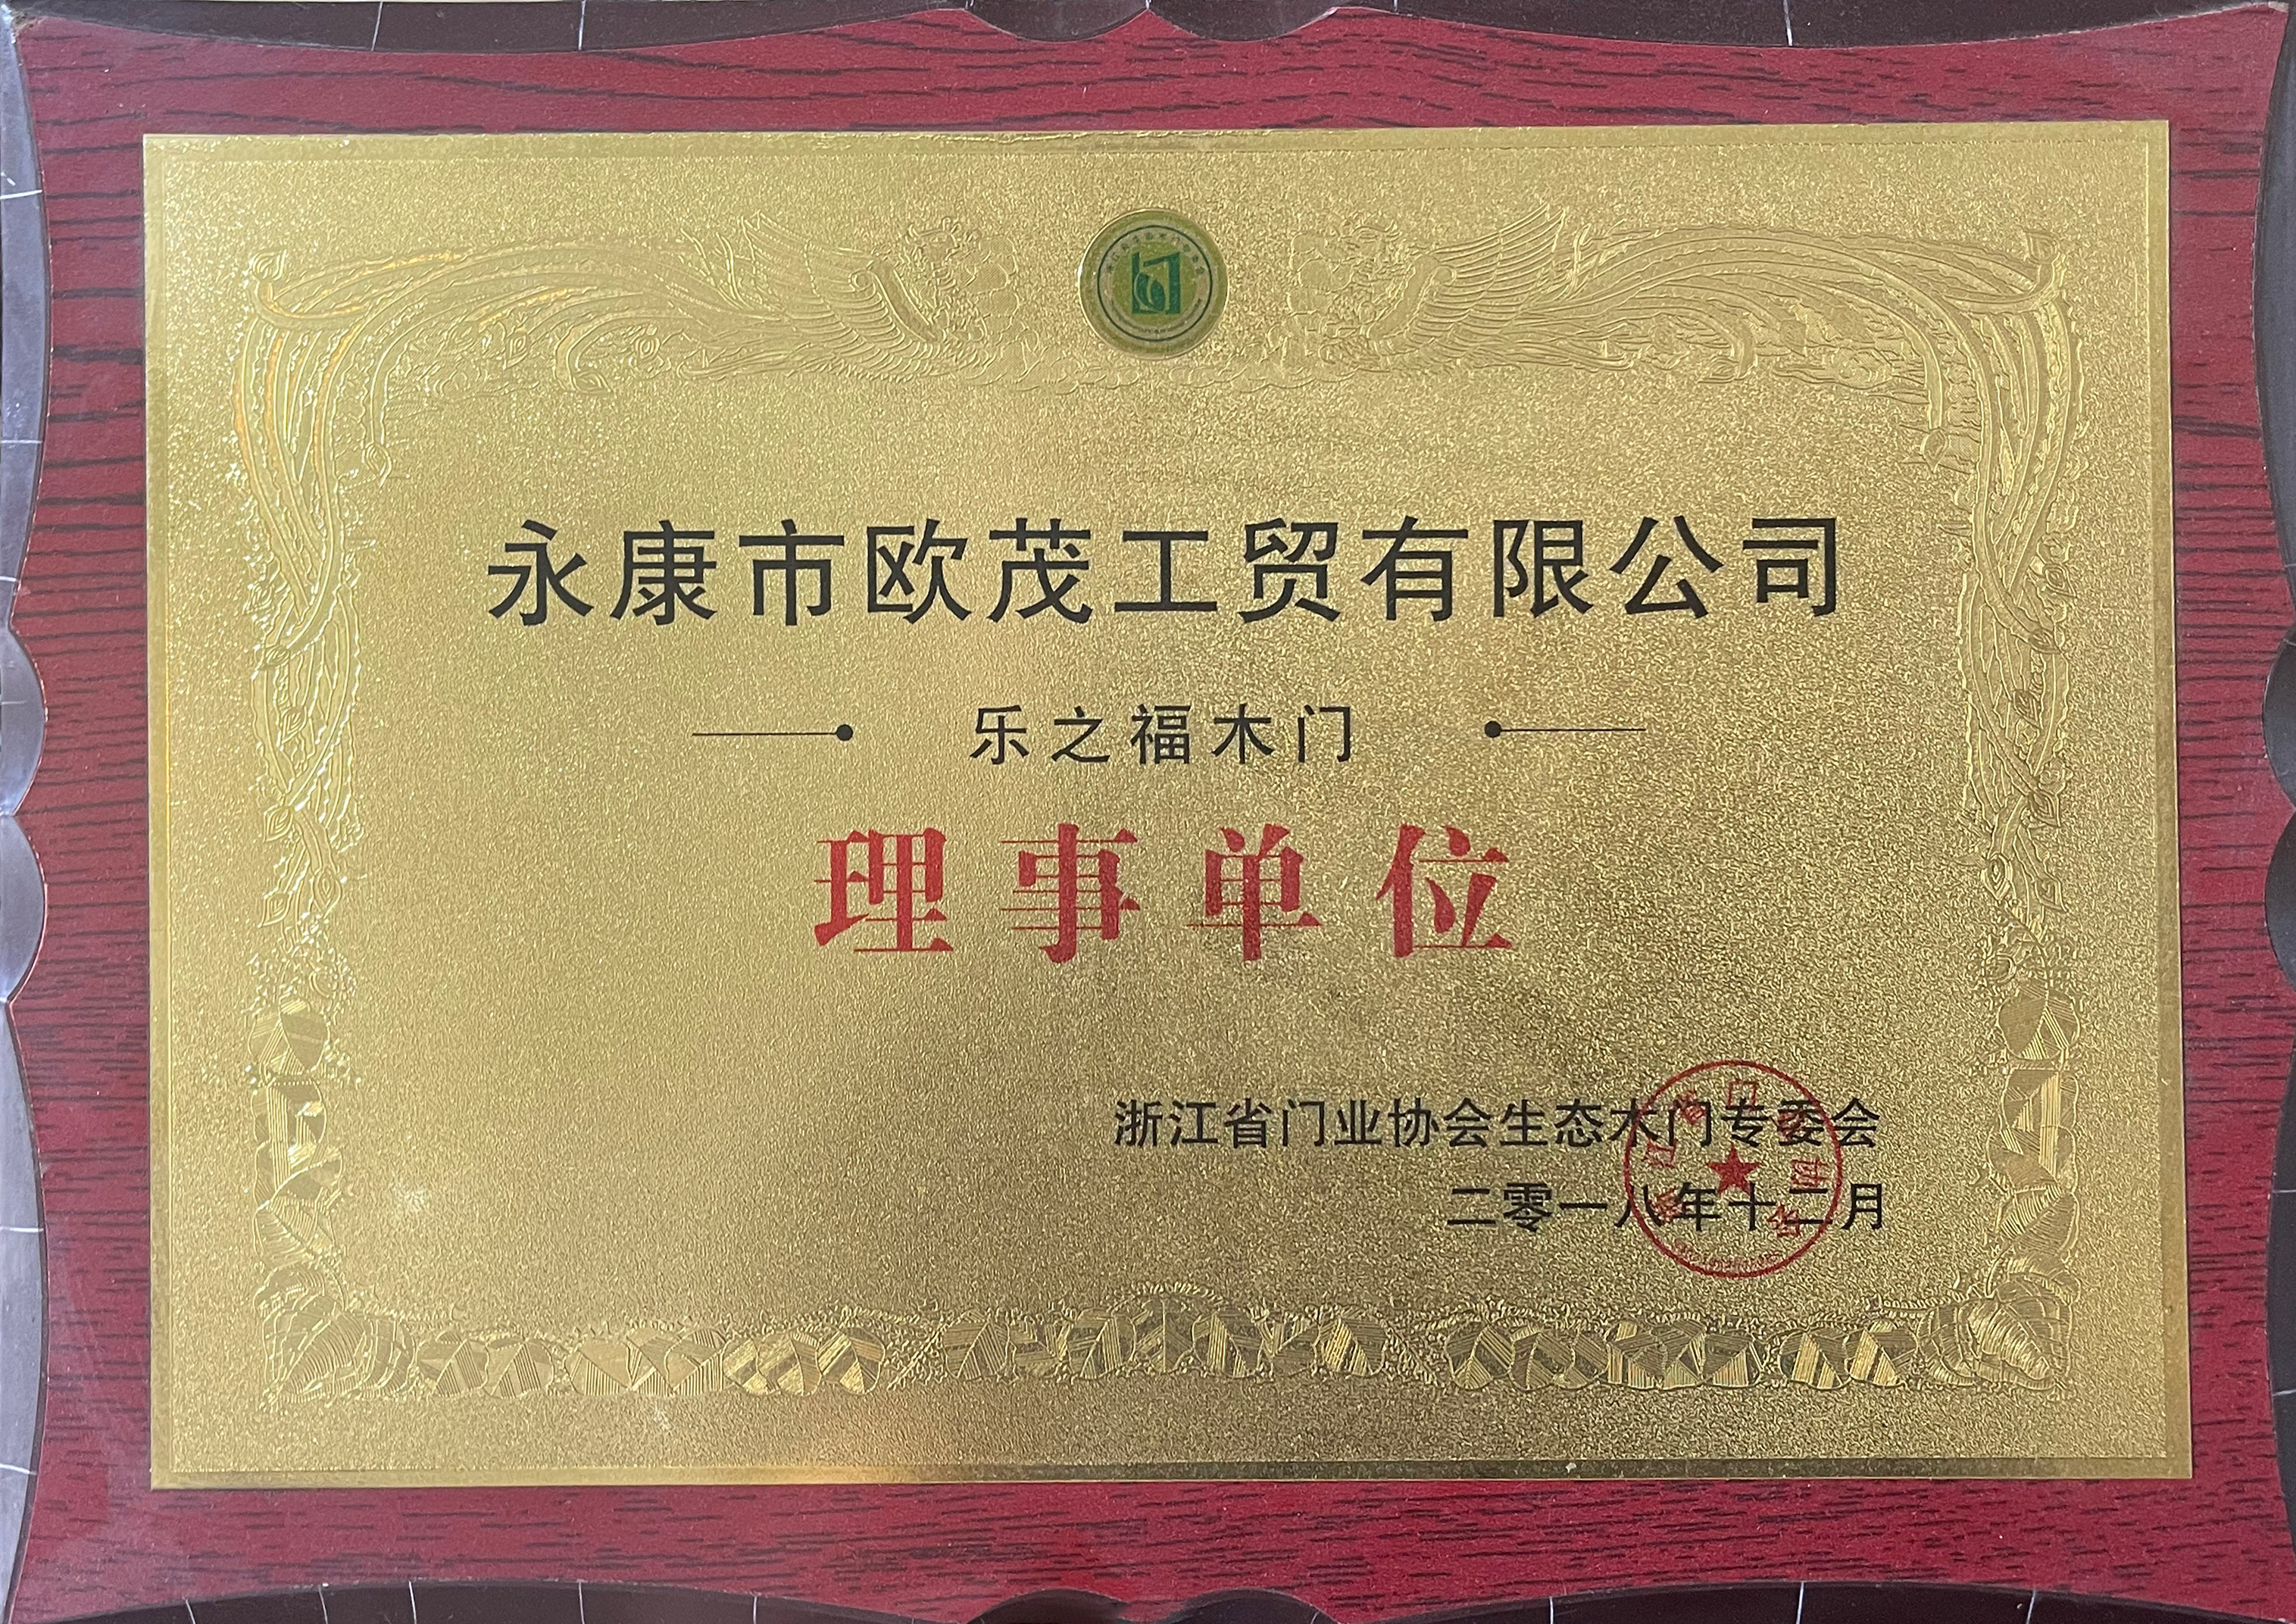 永康市欧茂工贸有限公司
乐之福木门
理事单位
浙江省门业协会生态木门专委会
二零一八年十二月